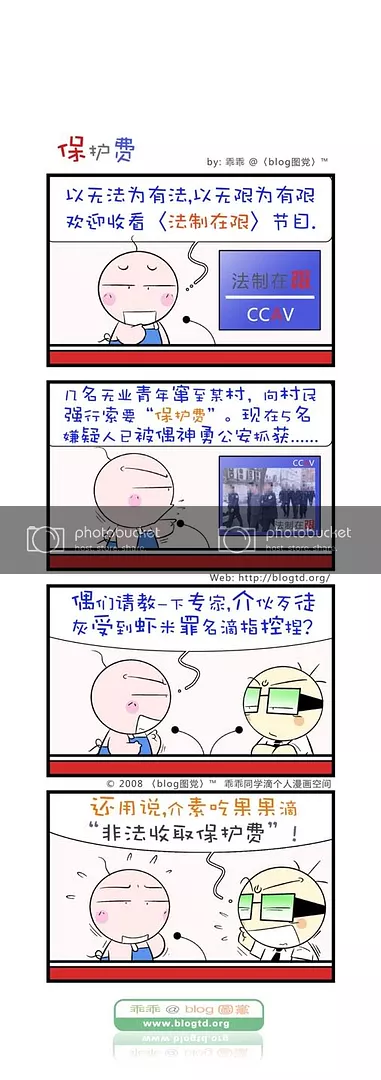 保护费
by: 乖乖 @〈blog图党〉™
以无法为有法,以无限为有限
欢迎收看〈法制在限〉节目.
法制在限
CCAV
几名无业青年窜至某村，向村民
强行索要“保护费”。现在5名
嫌疑人已被偶神勇公安抓获......
CCAV
法制在限
photobucket
host. store. share.
photobucket
host. store. share.
Web: http://blogtd.org/
偶们请教一下专家,介伙歹徒
灰受到虾米罪名滴指控捏?
© 2008 〈blog图党〉™ 乖乖同学滴个人漫画空间
还用说,介素吃果果滴
“非法收取保护费”！
乖乖 @ blog 圖黨
www.blogtd.org